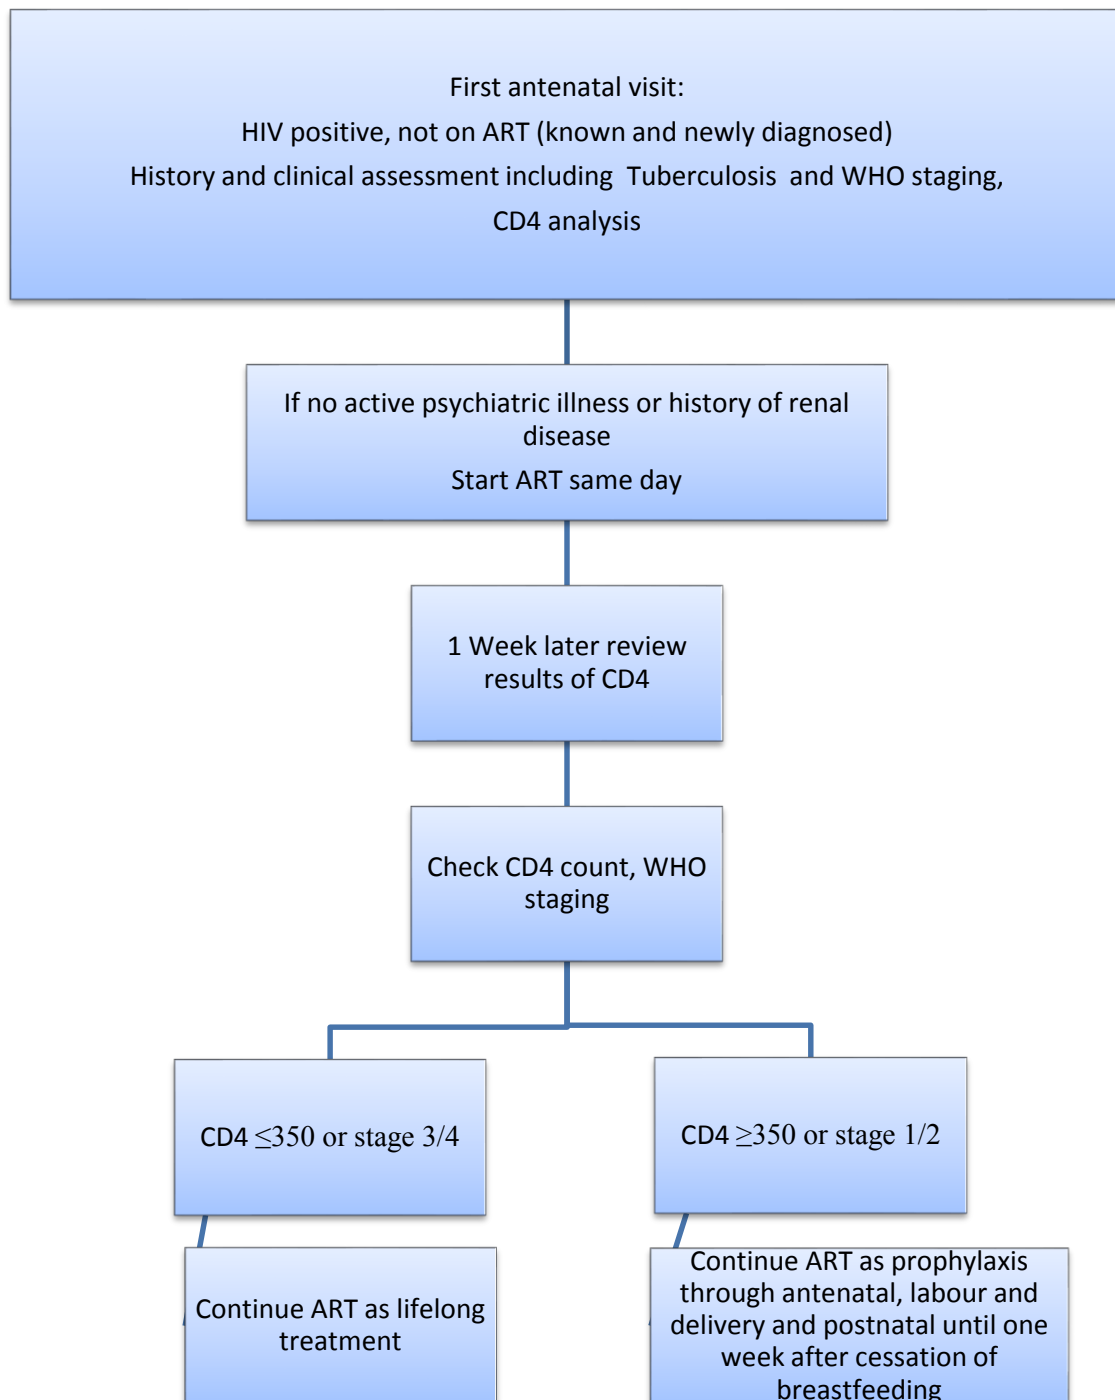 First antenatal visit:
HIV positive, not on ART (known and newly diagnosed)
History and clinical assessment including Tuberculosis and WHO staging,
CD4 analysis
If no active psychiatric illness or history of renal
disease
Start ART same day
1 Week later review
results of CD4
Check CD4 count, WHO
staging
CD4 ≤350 or stage 3/4
CD4 ≥350 or stage 1/2
Continue ART as lifelong
treatment
Continue ART as prophylaxis
through antenatal, labour and
delivery and postnatal until one
week after cessation of
breastfeeding